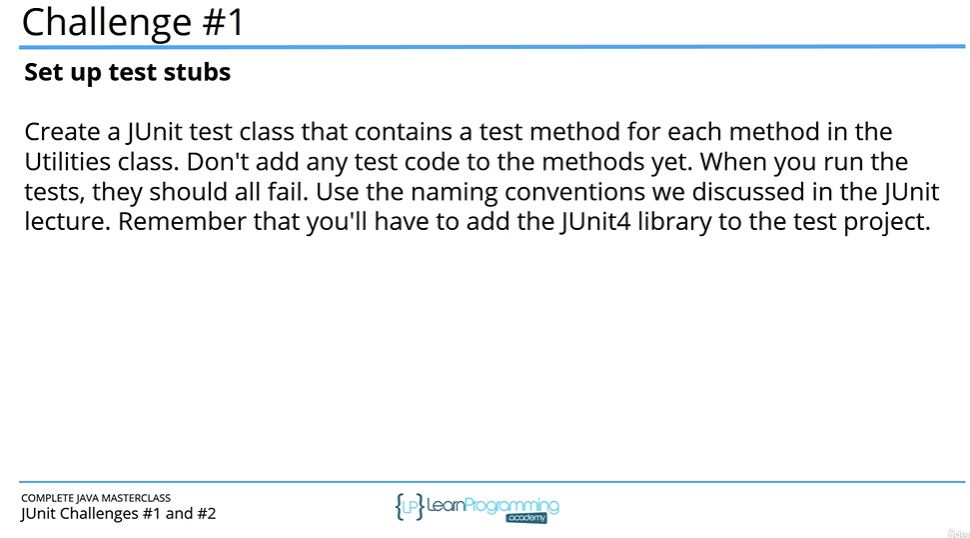 Challenge #1
Set up test stubs
Create a JUnit test class that contains a test method for each method in the
Utilities class. Don't add any test code to the methods yet. When you run the
tests, they should all fail. Use the naming conventions we discussed in the JUnit
lecture. Remember that you'll have to add the JUnit4 library to the test project.
COMPLETE JAVA MASTERCLASS
JUnit Challenges #1 and #2
{LP} LearnProgramming
academy